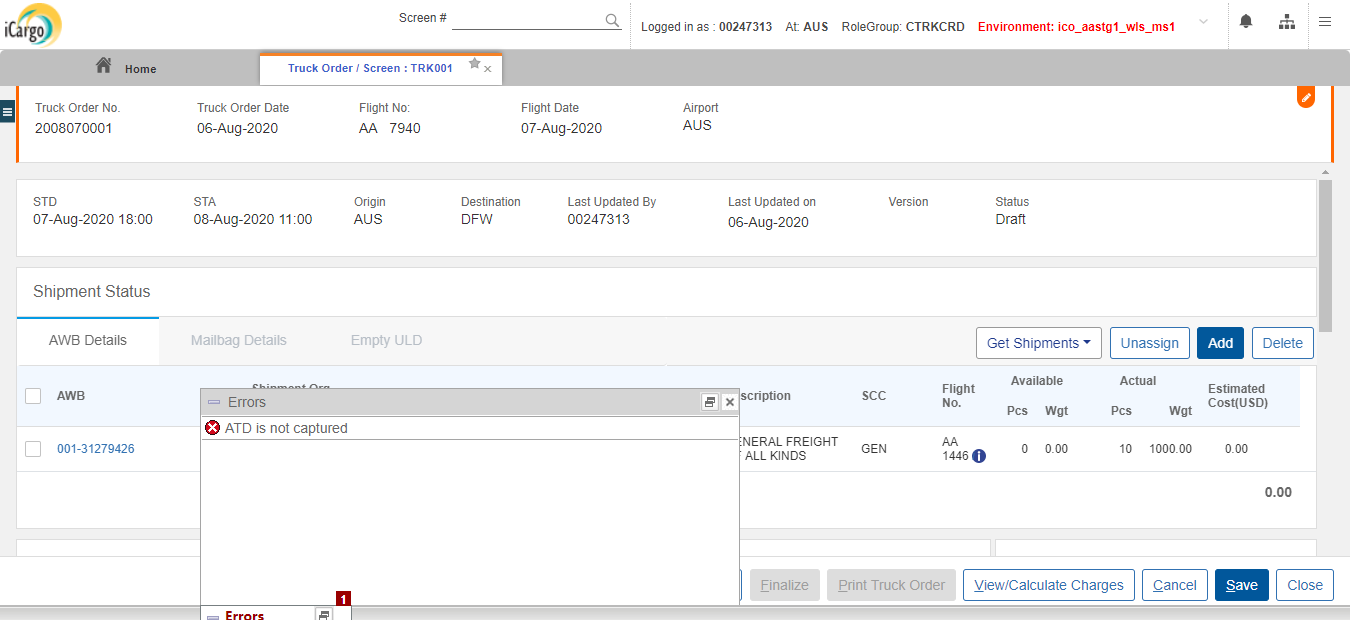 iCargo
Screen #
Logged in as : 00247313 At: AUS RoleGroup: CTRKCRD Environment: ico_aastg1_wls_ms1
Home
Truck Order / Screen : TRK001
Truck Order No. Truck Order Date Flight No: Flight Date Airport
2008070001 06-Aug-2020 AA 7940 07-Aug-2020 AUS
STD STA Origin Destination Last Updated By Last Updated on Version Status
07-Aug-2020 18:00 08-Aug-2020 11:00 AUS DFW 00247313 06-Aug-2020 Draft
Shipment Status
AWB Details Mailbag Details Empty ULD
Get Shipments Unassign Add Delete
AWB Shipment Org scription SCC Flight No. Available Actual Estimated Cost(USD)
Pcs Wgt Pcs Wgt
Errors
ATD is not captured
001-31279426 ENERAL FREIGHT GEN AA 0 0.00 10 1000.00 0.00
ALL KINDS 1446
0.00
Finalize Print Truck Order View/Calculate Charges Cancel Save Close
1
Errors